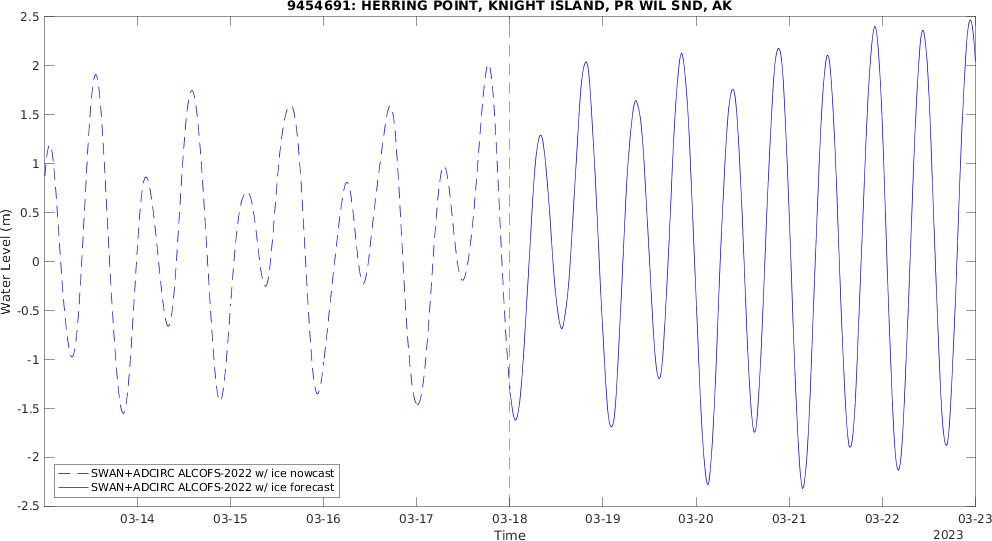 9454691: HERRING POINT, KNIGHT ISLAND, PR WIL SND, AK
2.5
2
1.5
1
0.5
0
-0.5
-1
-1.5
-2
-2.5
Water Level (m)
SWAN+ADCIRC ALCOFS-2022 w/ ice nowcast
SWAN+ADCIRC ALCOFS-2022 w/ ice forecast
03-14 03-15 03-16 03-17 03-18 03-19 03-20 03-21 03-22 03-23
Time
2023